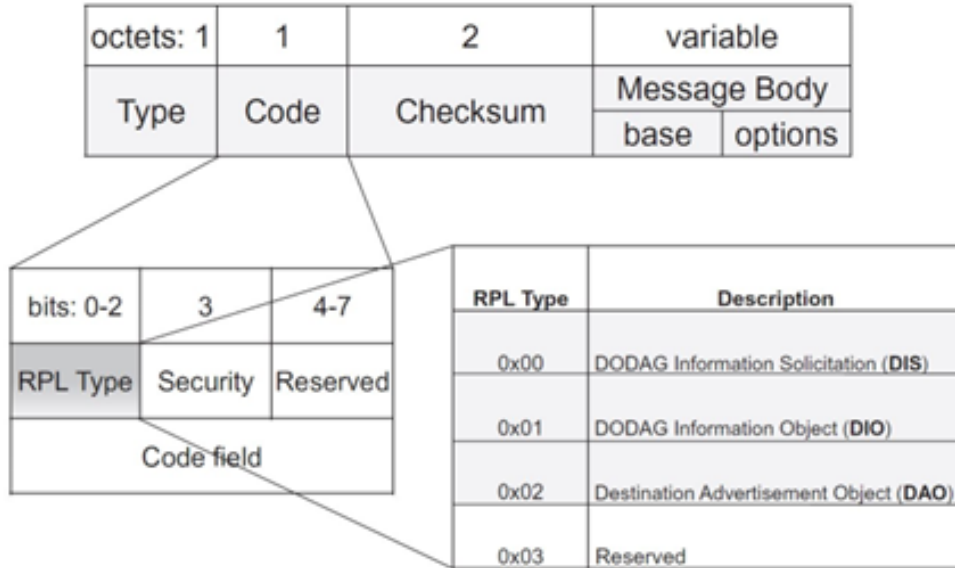 octets: 1 1 2 variable
Type Code Checksum Message Body
base options
bits: 0-2 3 4-7
RPL Type Security Reserved
Code field
RPL Type Description
0x00 DODAG Information Solicitation (DIS)
0x01 DODAG Information Object (DIO)
0x02 Destination Advertisement Object (DAO)
0x03 Reserved